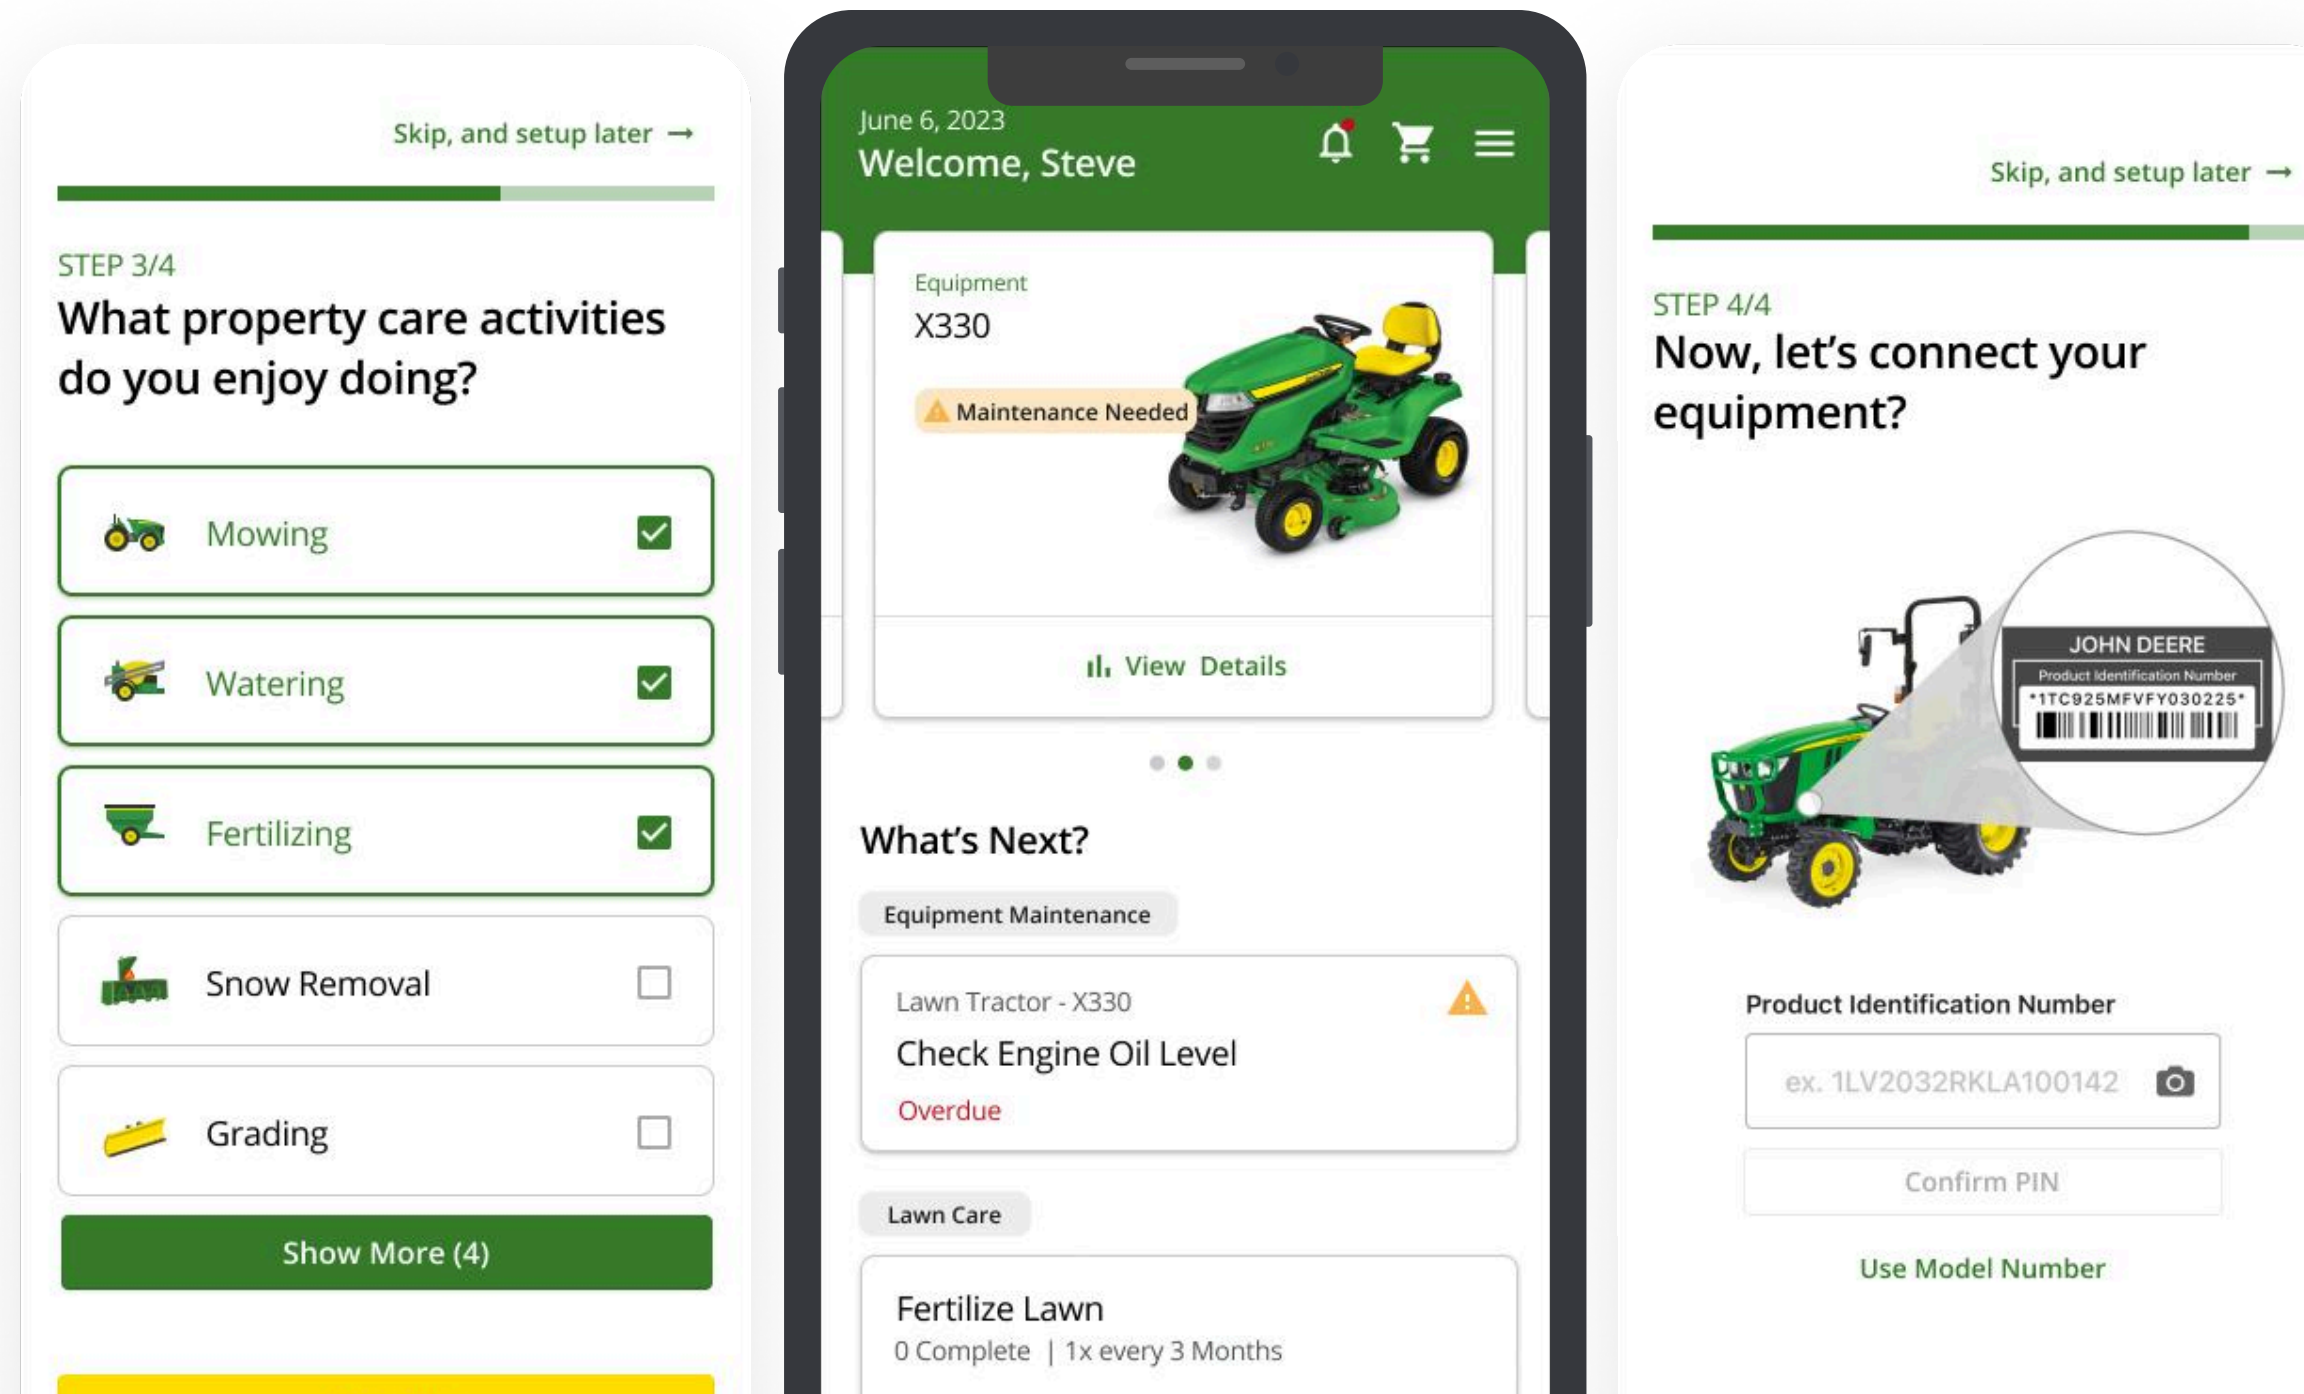 Skip, and setup later →
STEP 3/4
What property care activities
do you enjoy doing?
Mowing
Watering
Fertilizing
Snow Removal
Grading
Show More (4)
June 6, 2023
Welcome, Steve
Equipment
X330
Maintenance Needed
View Details
What's Next?
Equipment Maintenance
Lawn Tractor - X330
Check Engine Oil Level
Overdue
Lawn Care
Fertilize Lawn
0 Complete | 1x every 3 Months
Skip, and setup later →
STEP 4/4
Now, let's connect your
equipment?
JOHN DEERE
Product Identification Number
*1TC925MFVFY030225*
Product Identification Number
ex. 1LV2032RKLA100142
Confirm PIN
Use Model Number